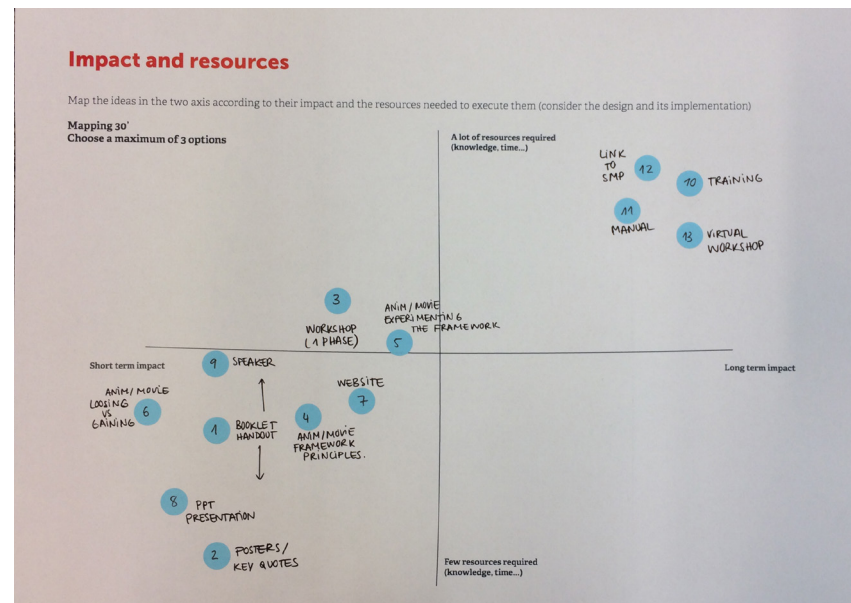 Impact and resources
Map the ideas in the two axis according to their impact and the resources needed to execute them (consider the design and its implementation)
Mapping 30'
Choose a maximum of 3 options
A lot of resources required
(knowledge, time...)
LINK
TO
SMP
12
10 TRAINING
11
MANUAL
13 VIRTUAL
WORKSHOP
3
WORKSHOP
(1 PHASE)
ANIM/MOVIE
EXPERIMENTING
THE FRAMEWORK
5
Short term impact
Long term impact
9 SPEAKER
ANIM/MOVIE
LOOSING
VS
GAINING
6
WEBSITE
7
1 BOOKLET
HANDOUT
4
ANIM/MOVIE
FRAMEWORK
PRINCIPLES.
8 PPT
PRESENTATION
2 POSTERS/
KEY QUOTES
Few resources required
(knowledge, time...)